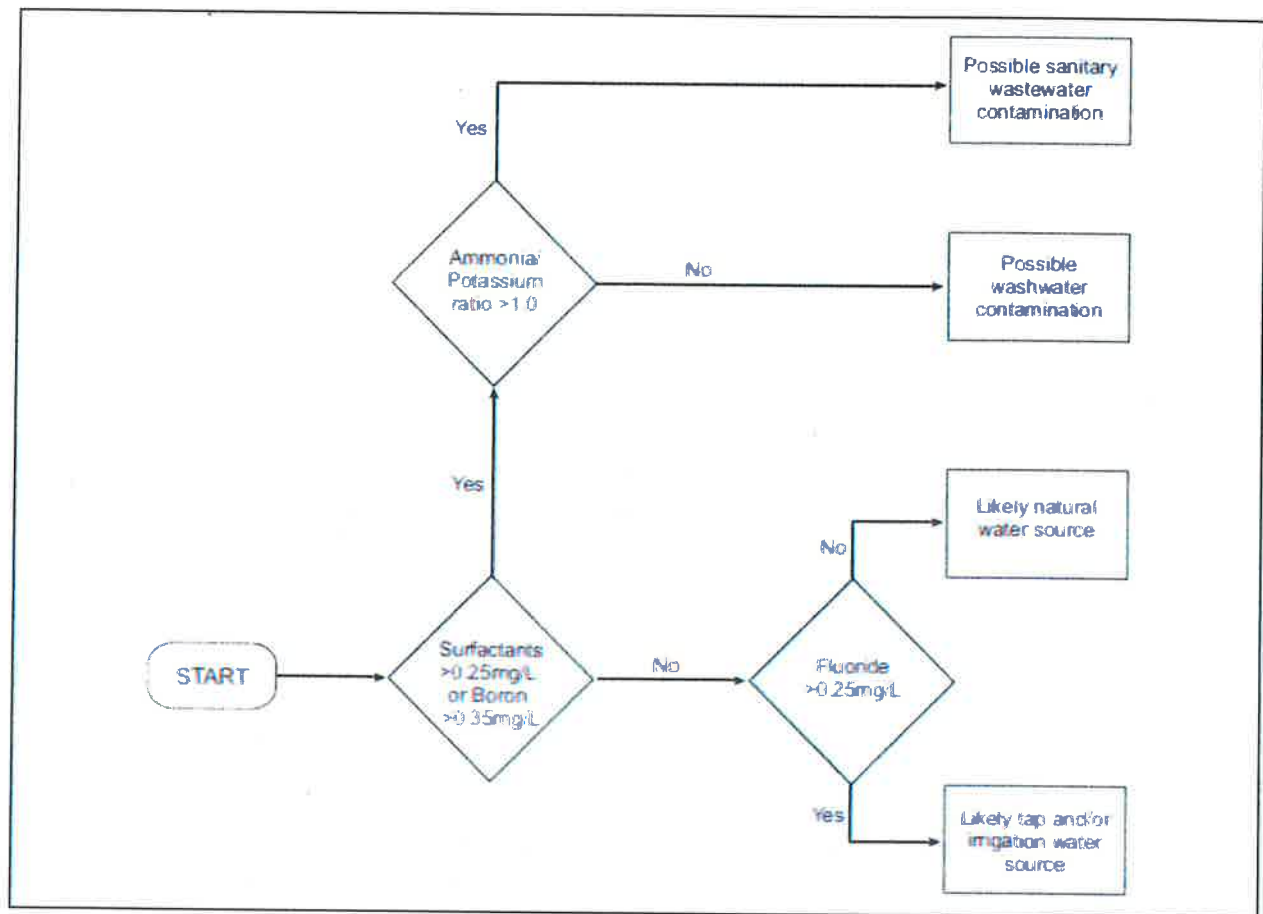 Possible sanitary
wastewater
contamination
Yes
Ammonia/
Potassium
ratio >1.0
No
Possible
washwater
contamination
Yes
Likely natural
water source
No
START
Surfactants
>0.25mg/L
or Boron
>0.35mg/L
No
Fluoride
>0.25mg/L
Yes
Likely tap and/or
irrigation water
source